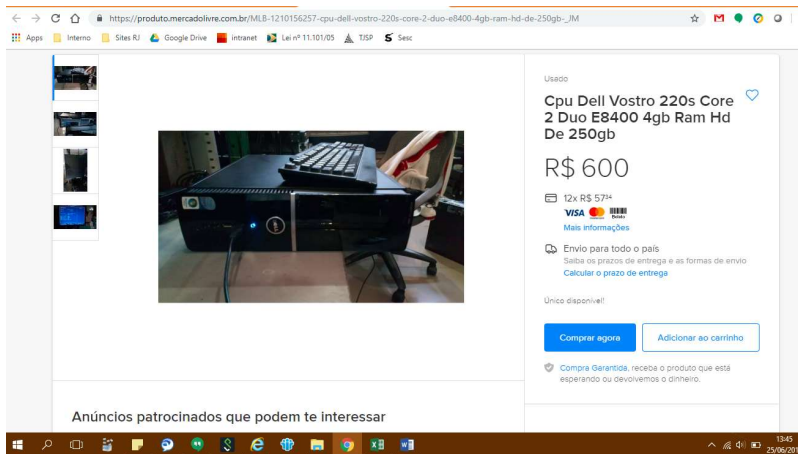 https://produto.mercadolivre.com.br/MLB-1210156257-cpu-dell-vostro-220s-core-2-duo-e8400-4gb-ram-hd-de-250gb-_JM
Apps Interno Sites RJ Google Drive intranet Lei nº 11.101/05 TJSP Sesc
Usado
Cpu Dell Vostro 220s Core
2 Duo E8400 4gb Ram Hd
De 250gb
R$ 600
12x R$ 57³⁴
VISA
Mais informações
Envio para todo o país
Saiba os prazos de entrega e as formas de envio
Calcular o prazo de entrega
Único disponível!
Comprar agora Adicionar ao carrinho
Compra Garantida, receba o produto que está
esperando ou devolvemos o dinheiro.
Anúncios patrocinados que podem te interessar
13:45
25/06/201